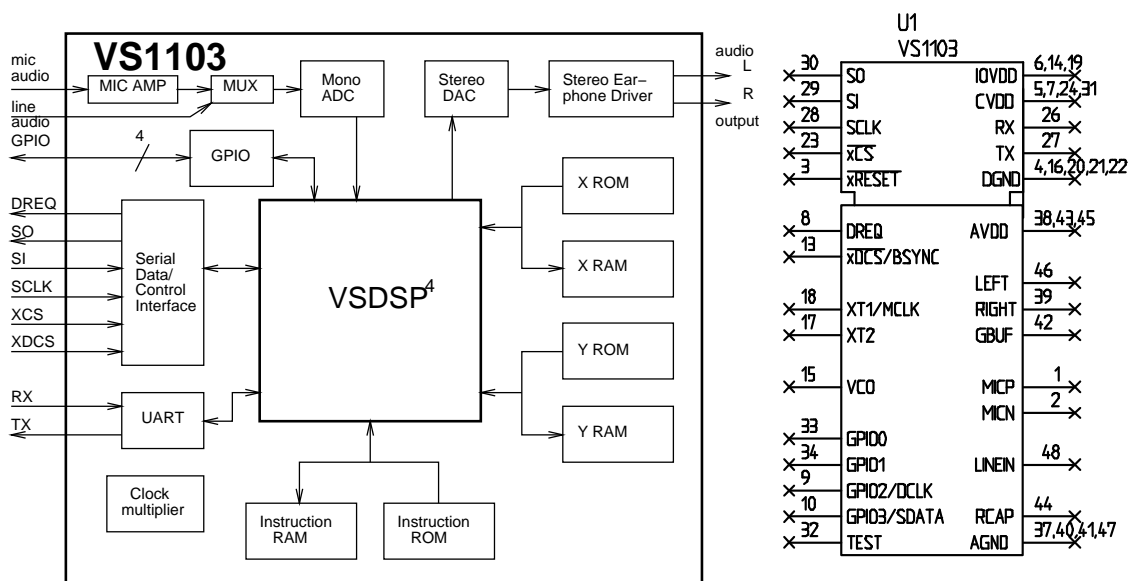 VS1103
mic
audio
line
audio
GPIO
4
DREQ
SO
SI
SCLK
XCS
XDCS
RX
TX
MIC AMP
MUX
Mono
ADC
Stereo
DAC
Stereo Ear–
phone Driver
audio
L
R
output
GPIO
Serial
Data/
Control
Interface
UART
Clock
multiplier
VSDSP4
X ROM
X RAM
Y ROM
Y RAM
Instruction
RAM
Instruction
ROM
U1
VS1103
30 SO IOVDD 6,14,19
29 SI CVDD 5,7,24,31
28 SCLK RX 26
23 xCS TX 27
3 xRESET DGND 4,16,20,21,22
8 DREQ AVDD 38,43,45
13 xDCS/BSYNC
LEFT 46
18 XT1/MCLK RIGHT 39
17 XT2 GBUF 42
15 VCO MICP 1
MICN 2
33 GPIO0
34 GPIO1 LINEIN 48
9 GPIO2/DCLK
10 GPIO3/SDATA RCAP 44
32 TEST AGND 37,40,41,47